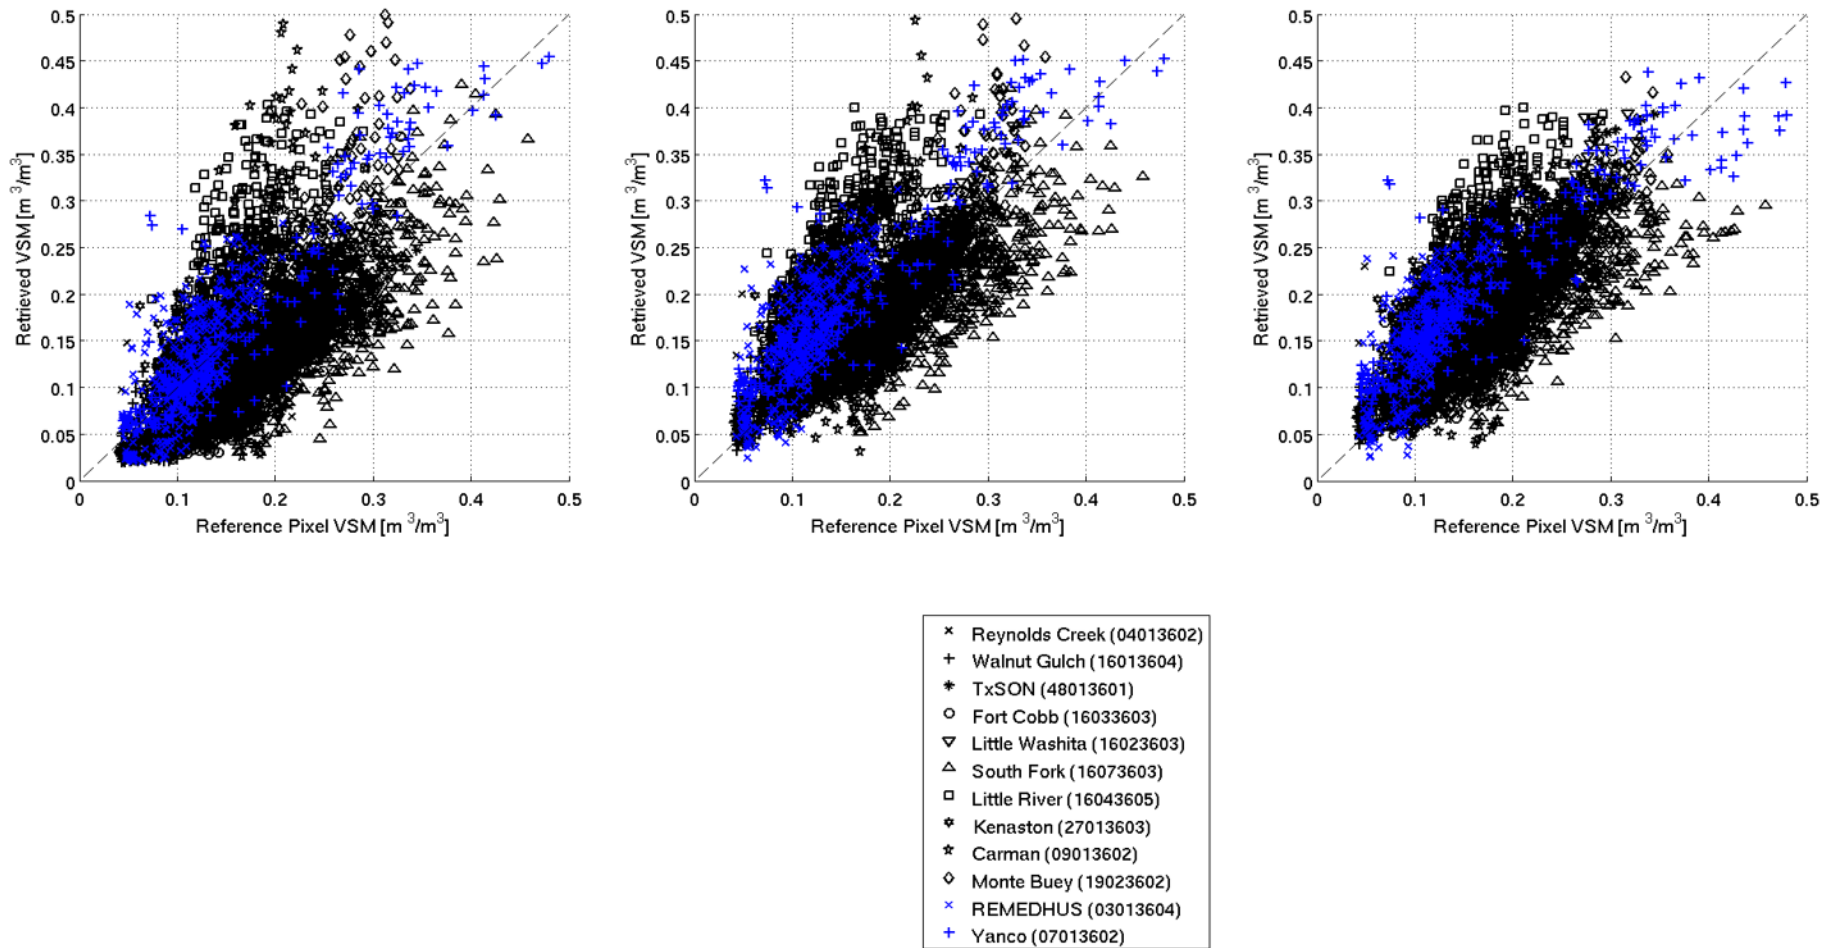 0.5
0.45
0.4
0.35
0.3
0.25
0.2
0.15
0.1
0.05
0
Retrieved VSM [m³/m³]
0 0.1 0.2 0.3 0.4 0.5
Reference Pixel VSM [m³/m³]
0.5
0.45
0.4
0.35
0.3
0.25
0.2
0.15
0.1
0.05
0
Retrieved VSM [m³/m³]
0 0.1 0.2 0.3 0.4 0.5
Reference Pixel VSM [m³/m³]
0.5
0.45
0.4
0.35
0.3
0.25
0.2
0.15
0.1
0.05
0
Retrieved VSM [m³/m³]
0 0.1 0.2 0.3 0.4 0.5
Reference Pixel VSM [m³/m³]
Reynolds Creek (04013602)
Walnut Gulch (16013604)
TxSON (48013601)
Fort Cobb (16033603)
Little Washita (16023603)
South Fork (16073603)
Little River (16043605)
Kenaston (27013603)
Carman (09013602)
Monte Buey (19023602)
REMEDHUS (03013604)
Yanco (07013602)